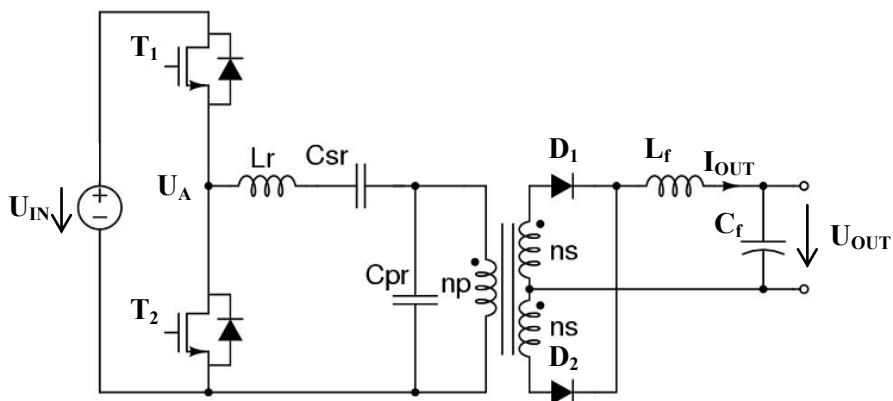 T1
Lr
Csr
D1
Lf
IOUT
UA
UIN
+
−
Cf
UOUT
ns
Cpr
np
T2
ns
D2